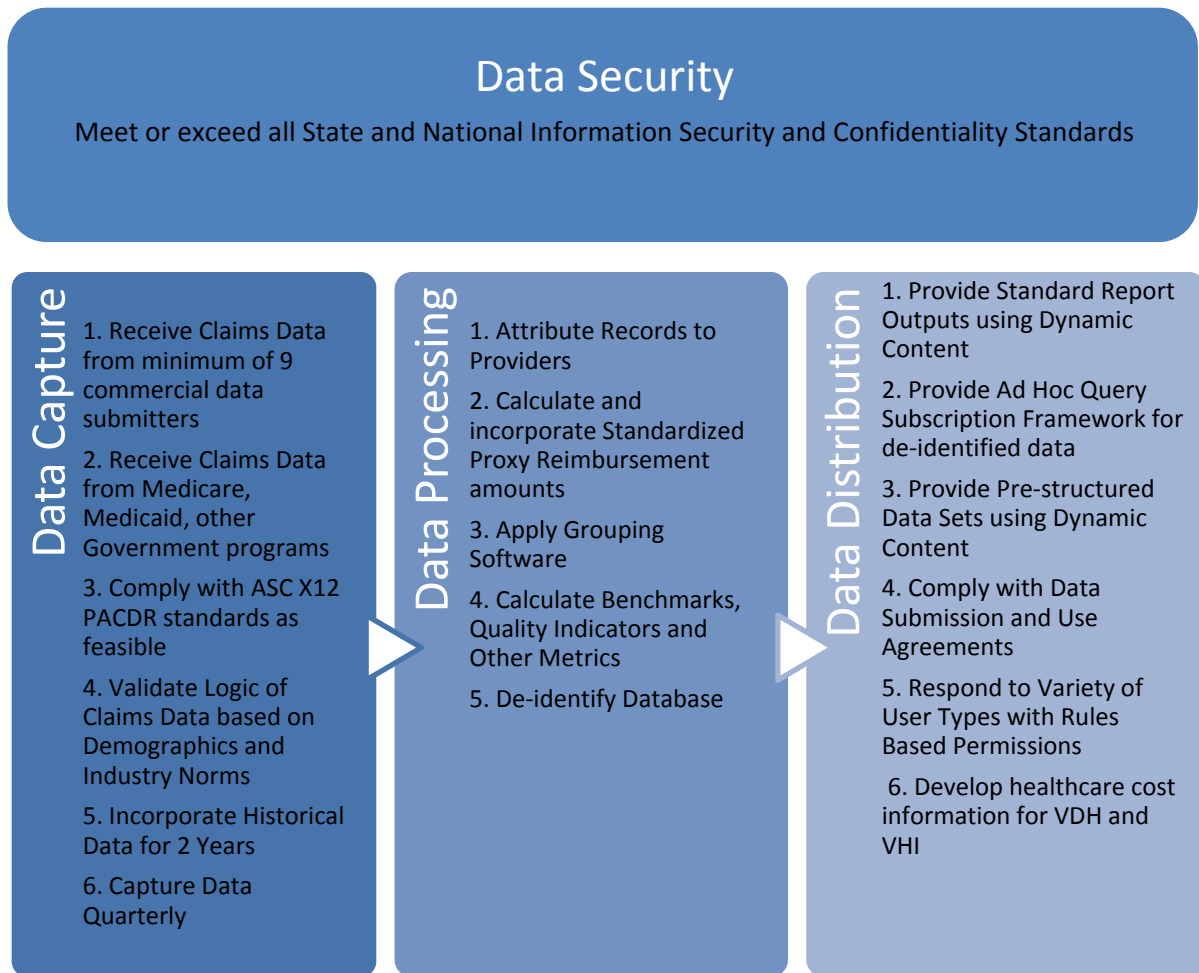 Data Security
Meet or exceed all State and National Information Security and Confidentiality Standards
Data Capture
1. Receive Claims Data
from minimum of 9
commercial data
submitters
2. Receive Claims Data
from Medicare,
Medicaid, other
Government programs
3. Comply with ASC X12
PACDR standards as
feasible
4. Validate Logic of
Claims Data based on
Demographics and
Industry Norms
5. Incorporate Historical
Data for 2 Years
6. Capture Data
Quarterly
Data Processing
1. Attribute Records to
Providers
2. Calculate and
incorporate Standardized
Proxy Reimbursement
amounts
3. Apply Grouping
Software
4. Calculate Benchmarks,
Quality Indicators and
Other Metrics
5. De-identify Database
Data Distribution
1. Provide Standard Report
Outputs using Dynamic
Content
2. Provide Ad Hoc Query
Subscription Framework for
de-identified data
3. Provide Pre-structured
Data Sets using Dynamic
Content
4. Comply with Data
Submission and Use
Agreements
5. Respond to Variety of
User Types with Rules
Based Permissions
6. Develop healthcare cost
information for VDH and
VHI